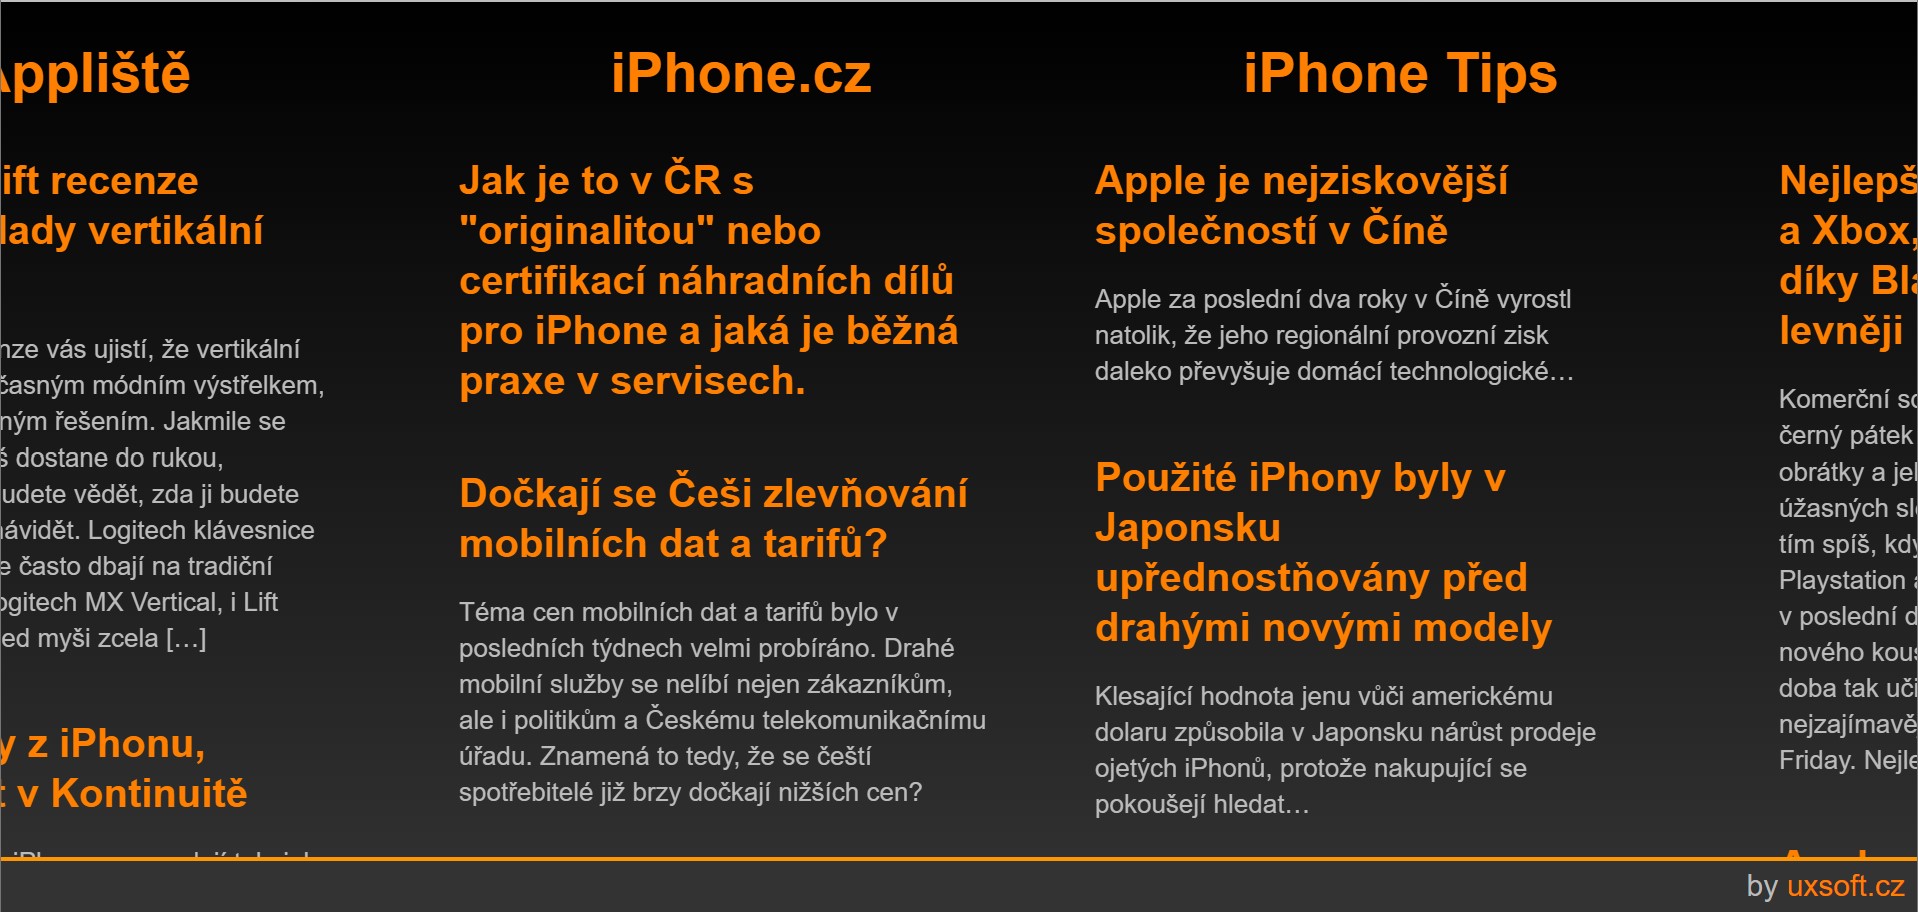 Appliště
ift recenze
lady vertikální
nze vás ujistí, že vertikální
časným módním výstřelkem,
ným řešením. Jakmile se
š dostane do rukou,
udete vědět, zda ji budete
návidět. Logitech klávesnice
e často dbají na tradiční
ogitech MX Vertical, i Lift
ed myši zcela […]
y z iPhonu,
t v Kontinuitě
iPhone.cz
Jak je to v ČR s
"originalitou" nebo
certifikací náhradních dílů
pro iPhone a jaká je běžná
praxe v servisech.
Dočkají se Češi zlevňování
mobilních dat a tarifů?
Téma cen mobilních dat a tarifů bylo v
posledních týdnech velmi probíráno. Drahé
mobilní služby se nelíbí nejen zákazníkům,
ale i politikům a Českému telekomunikačnímu
úřadu. Znamená to tedy, že se čeští
spotřebitelé již brzy dočkají nižších cen?
iPhone Tips
Apple je nejziskovější
společností v Číně
Apple za poslední dva roky v Číně vyrostl
natolik, že jeho regionální provozní zisk
daleko převyšuje domácí technologické…
Použité iPhony byly v
Japonsku
upřednostňovány před
drahými novými modely
Klesající hodnota jenu vůči americkému
dolaru způsobila v Japonsku nárůst prodeje
ojetých iPhonů, protože nakupující se
pokoušejí hledat…
Nejlepš
a Xbox,
díky Bla
levněji
Komerční sc
černý pátek
obrátky a jel
úžasných sl
tím spíš, kdy
Playstation a
v poslední d
nového kous
doba tak uči
nejzajímavě
Friday. Nejle
by uxsoft.cz